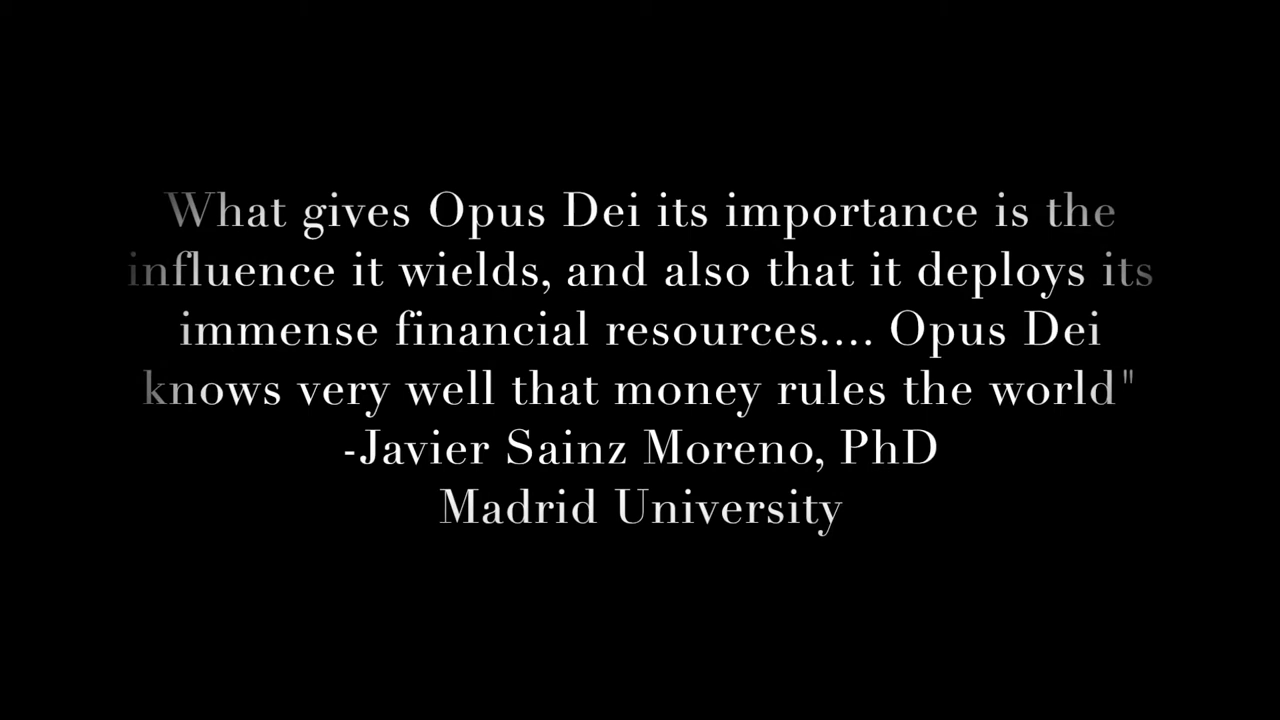 What gives Opus Dei its importance is the
influence it wields, and also that it deploys its
immense financial resources.... Opus Dei
knows very well that money rules the world"
-Javier Sainz Moreno, PhD
Madrid University